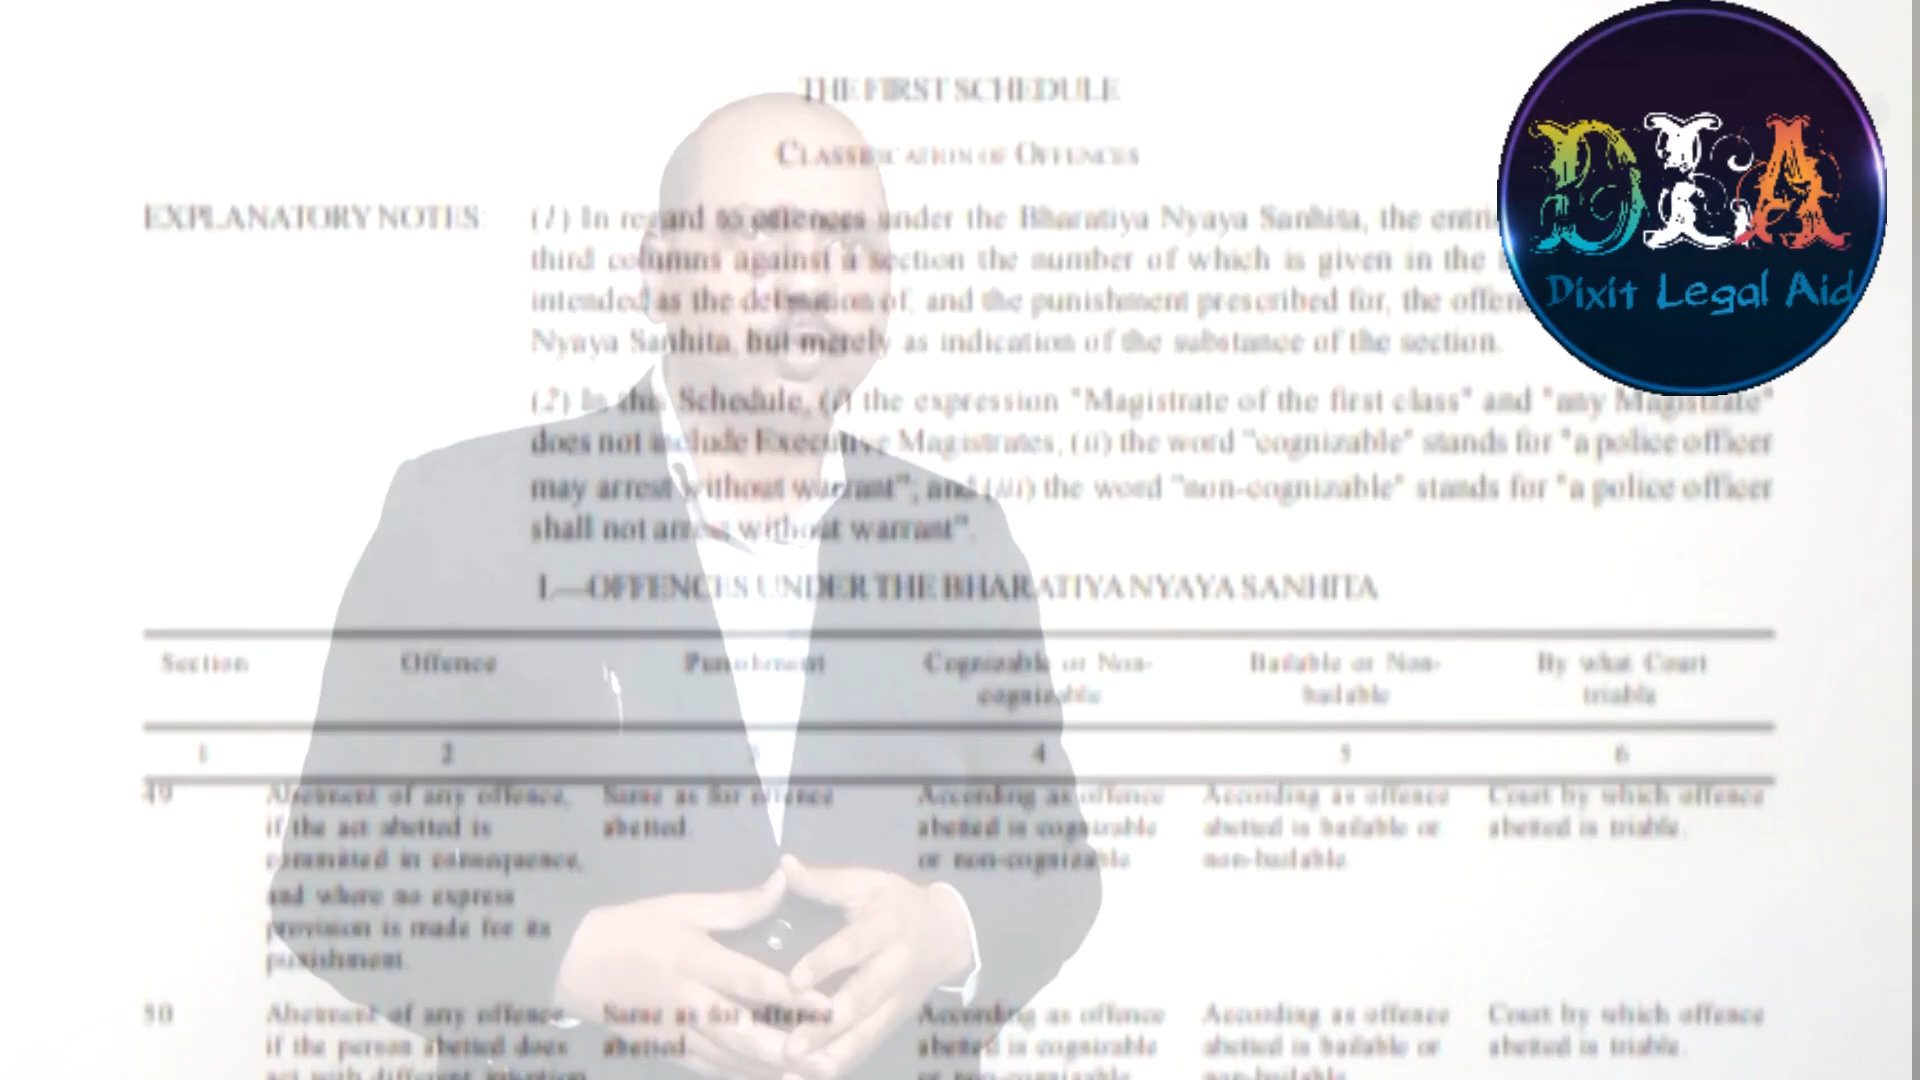 THE FIRST SCHEDULE
CLASSIFICATION OF OFFENCES
EXPLANATORY NOTES: (1) In regard to offences under the Bharatiya Nyaya Sanhita, the
third columns against a section the number of which is given in the
intended as the definition of, and the punishment prescribed for, the
Nyaya Sanhita, but merely as indication of the substance of the section.
(2) In this Schedule, (i) the expression "Magistrate of the first class" and "any Magistrate"
does not include Executive Magistrates; (ii) the word "cognizable" stands for "a police officer
may arrest without warrant"; and (iii) the word "non-cognizable" stands for "a police officer
shall not arrest without warrant".
I.—OFFENCES UNDER THE BHARATIYA NYAYA SANHITA
Section Offence Punishment Cognizable or Non- Bailable or Non- By what Court
cognizable bailable triable
1 2 3 4 5 6
49 Abetment of any offence, Same as for offence According as offence According as offence Court by which offence
if the act abetted is abetted. abetted is cognizable abetted is bailable or abetted is triable.
committed in consequence, or non-cognizable non-bailable
and where no express
provision is made for its
punishment.
50 Abetment of any offence, Same as for offence According as offence According as offence Court by which offence
if the person abetted does abetted. abetted is cognizable abetted is bailable or abetted is triable.
act with different intention or non-cognizable non-bailable
DLA
Dixit Legal Aid